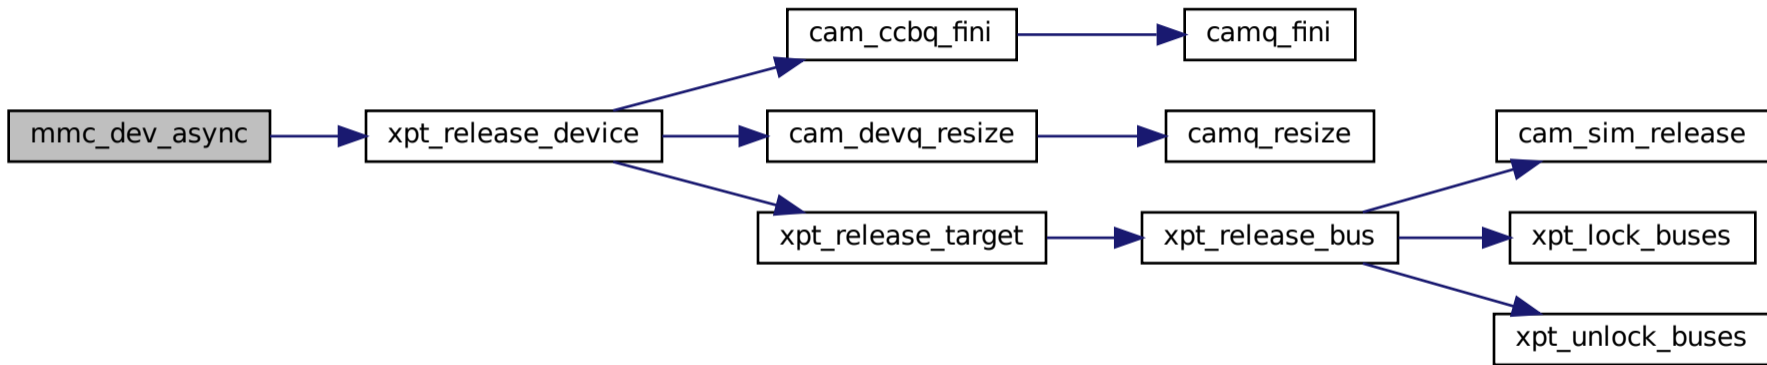 cam_ccbq_fini
camq_fini
mmc_dev_async
xpt_release_device
cam_devq_resize
camq_resize
cam_sim_release
xpt_release_target
xpt_release_bus
xpt_lock_buses
xpt_unlock_buses